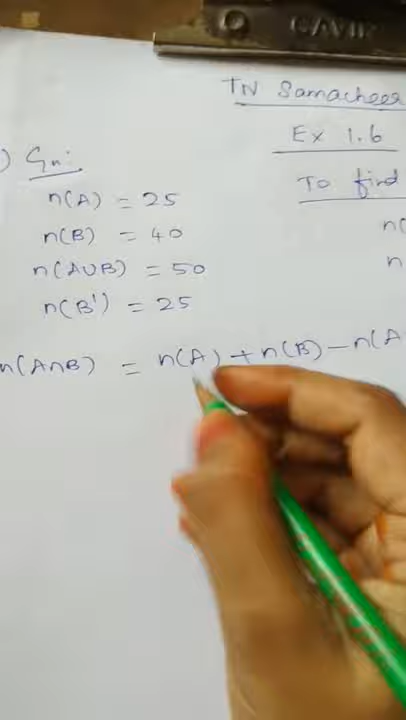 TN Samacheer
Ex 1.6
) Gn:
To find
n(A) = 25
n(
n(B) = 40
n
n(A∪B) = 50
n(B') = 25
n(A∩B) = n(A) + n(B) - n(A